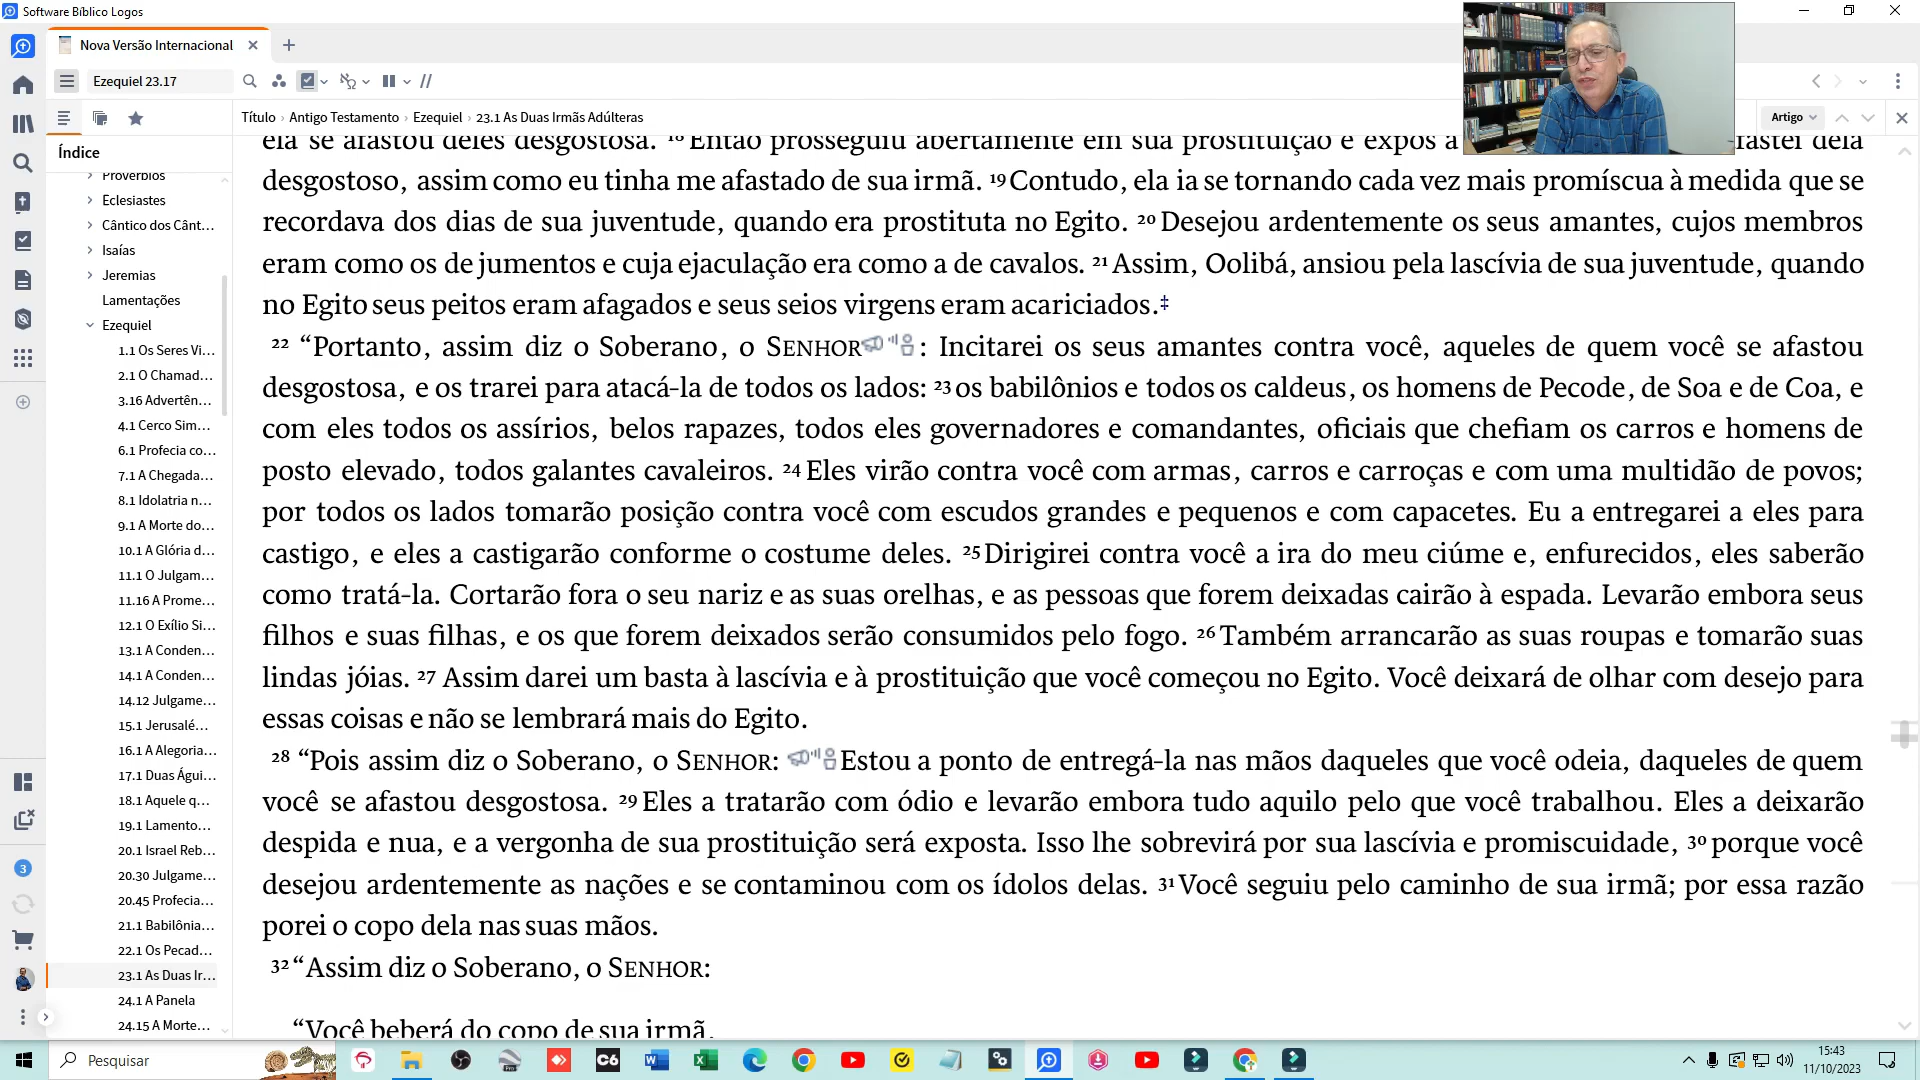 Software Bíblico Logos
Nova Versão Internacional
Ezequiel 23.17
Título › Antigo Testamento › Ezequiel › 23.1 As Duas Irmãs Adúlteras
Artigo
Índice
Provérbios
Eclesiastes
Cântico dos Cânt...
Isaías
Jeremias
Lamentações
Ezequiel
1.1 Os Seres Vi...
2.1 O Chamad...
3.16 Advertên...
4.1 Cerco Sim...
6.1 Profecia co...
7.1 A Chegada...
8.1 Idolatria n...
9.1 A Morte do...
10.1 A Glória d...
11.1 O Julgam...
11.16 A Prome...
12.1 O Exílio Si...
13.1 A Conden...
14.1 A Conden...
14.12 Julgame...
15.1 Jerusalé...
16.1 A Alegoria...
17.1 Duas Águi...
18.1 Aquele q...
19.1 Lamento...
20.1 Israel Reb...
20.30 Julgame...
20.45 Profecia...
21.1 Babilônia...
22.1 Os Pecad...
23.1 As Duas Ir...
24.1 A Panela
24.15 A Morte...
3
ela se afastou deles desgostosa. 18 Então prosseguiu abertamente em sua prostituição e expôs a
desgostoso, assim como eu tinha me afastado de sua irmã. 19 Contudo, ela ia se tornando cada vez mais promíscua à medida que se
recordava dos dias de sua juventude, quando era prostituta no Egito. 20 Desejou ardentemente os seus amantes, cujos membros
eram como os de jumentos e cuja ejaculação era como a de cavalos. 21 Assim, Oolibá, ansiou pela lascívia de sua juventude, quando
no Egito seus peitos eram afagados e seus seios virgens eram acariciados.‡
22 “Portanto, assim diz o Soberano, o SENHOR: Incitarei os seus amantes contra você, aqueles de quem você se afastou
desgostosa, e os trarei para atacá-la de todos os lados: 23 os babilônios e todos os caldeus, os homens de Pecode, de Soa e de Coa, e
com eles todos os assírios, belos rapazes, todos eles governadores e comandantes, oficiais que chefiam os carros e homens de
posto elevado, todos galantes cavaleiros. 24 Eles virão contra você com armas, carros e carroças e com uma multidão de povos;
por todos os lados tomarão posição contra você com escudos grandes e pequenos e com capacetes. Eu a entregarei a eles para
castigo, e eles a castigarão conforme o costume deles. 25 Dirigirei contra você a ira do meu ciúme e, enfurecidos, eles saberão
como tratá-la. Cortarão fora o seu nariz e as suas orelhas, e as pessoas que forem deixadas cairão à espada. Levarão embora seus
filhos e suas filhas, e os que forem deixados serão consumidos pelo fogo. 26 Também arrancarão as suas roupas e tomarão suas
lindas jóias. 27 Assim darei um basta à lascívia e à prostituição que você começou no Egito. Você deixará de olhar com desejo para
essas coisas e não se lembrará mais do Egito.
28 “Pois assim diz o Soberano, o SENHOR: Estou a ponto de entregá-la nas mãos daqueles que você odeia, daqueles de quem
você se afastou desgostosa. 29 Eles a tratarão com ódio e levarão embora tudo aquilo pelo que você trabalhou. Eles a deixarão
despida e nua, e a vergonha de sua prostituição será exposta. Isso lhe sobrevirá por sua lascívia e promiscuidade, 30 porque você
desejou ardentemente as nações e se contaminou com os ídolos delas. 31 Você seguiu pelo caminho de sua irmã; por essa razão
porei o copo dela nas suas mãos.
32 “Assim diz o Soberano, o SENHOR:
“Você beberá do copo de sua irmã,
Pesquisar
15:43
11/10/2023